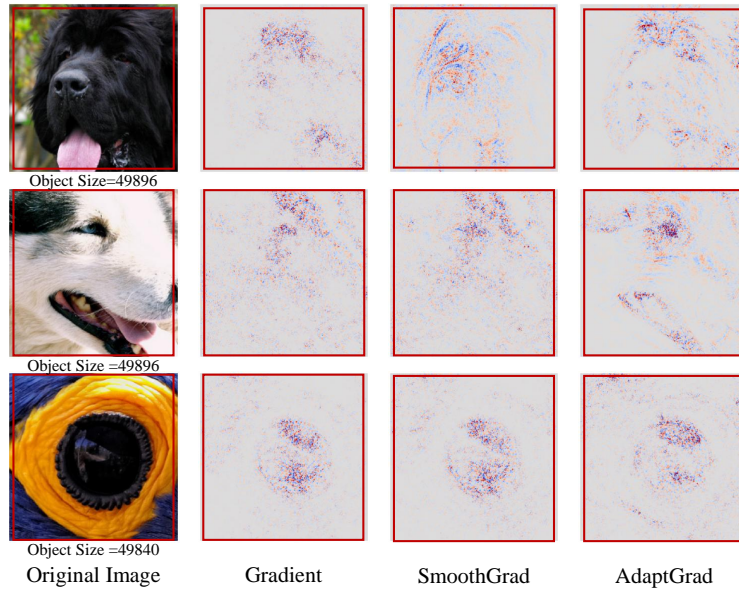 Object Size=49896
Object Size =49896
Object Size =49840
Original Image Gradient SmoothGrad AdaptGrad